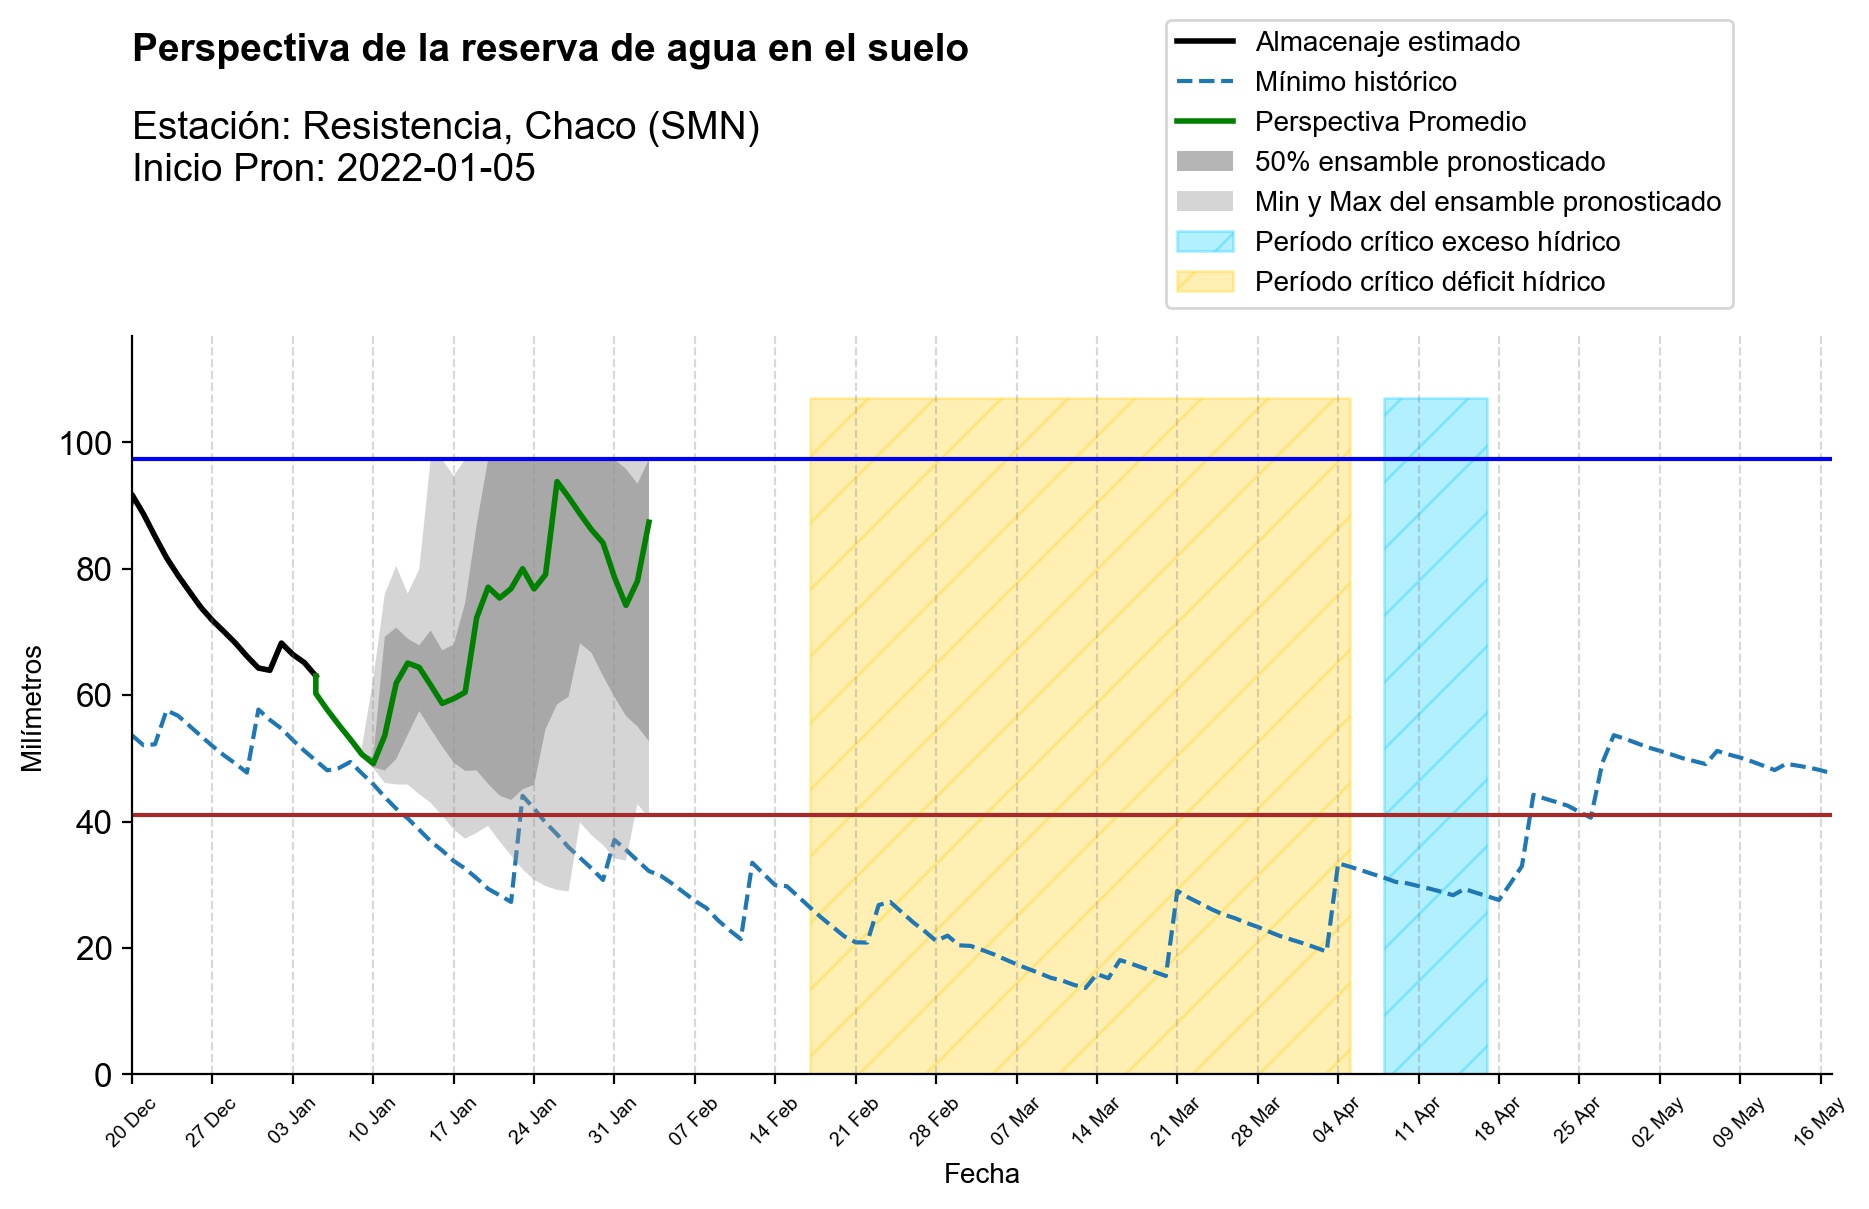 Perspectiva de la reserva de agua en el suelo
Estación: Resistencia, Chaco (SMN)
Inicio Pron: 2022-01-05
Almacenaje estimado
Mínimo histórico
Perspectiva Promedio
50% ensamble pronosticado
Min y Max del ensamble pronosticado
Período crítico exceso hídrico
Período crítico déficit hídrico
Milímetros
100
80
60
40
20
0
20 Dec
27 Dec
03 Jan
10 Jan
17 Jan
24 Jan
31 Jan
07 Feb
14 Feb
21 Feb
28 Feb
07 Mar
14 Mar
21 Mar
28 Mar
04 Apr
11 Apr
18 Apr
25 Apr
02 May
09 May
16 May
Fecha